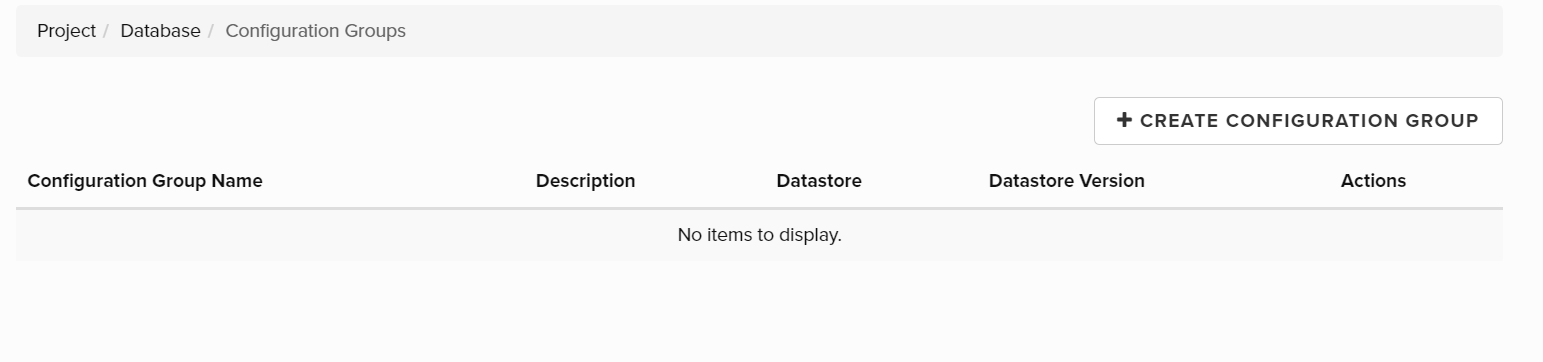 Project / Database / Configuration Groups
+ CREATE CONFIGURATION GROUP
Configuration Group Name Description Datastore Datastore Version Actions
No items to display.